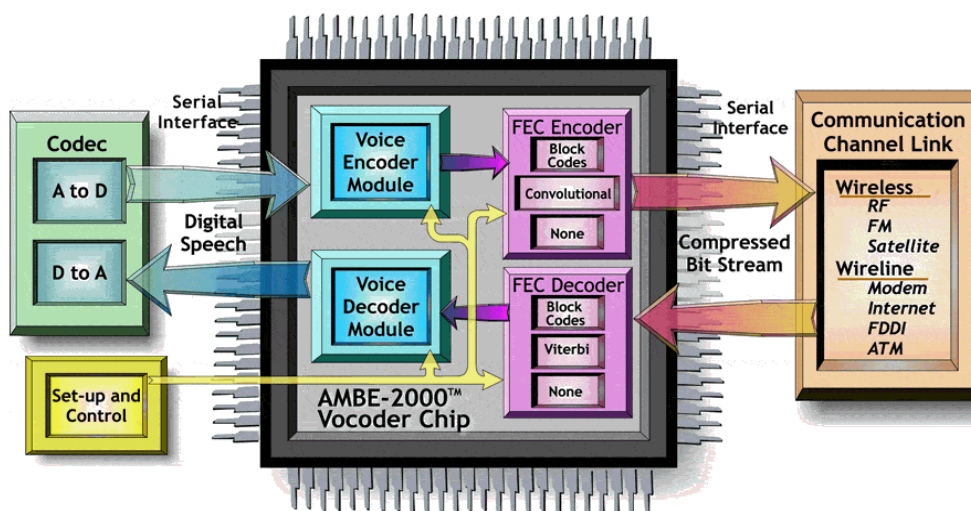 Serial
Interface
Codec
A to D
D to A
Digital
Speech
Set-up and
Control
Voice
Encoder
Module
Voice
Decoder
Module
FEC Encoder
Block
Codes
Convolutional
None
FEC Decoder
Block
Codes
Viterbi
None
AMBE-2000™
Vocoder Chip
Serial
Interface
Compressed
Bit Stream
Communication
Channel Link
Wireless
RF
FM
Satellite
Wireline
Modem
Internet
FDDI
ATM